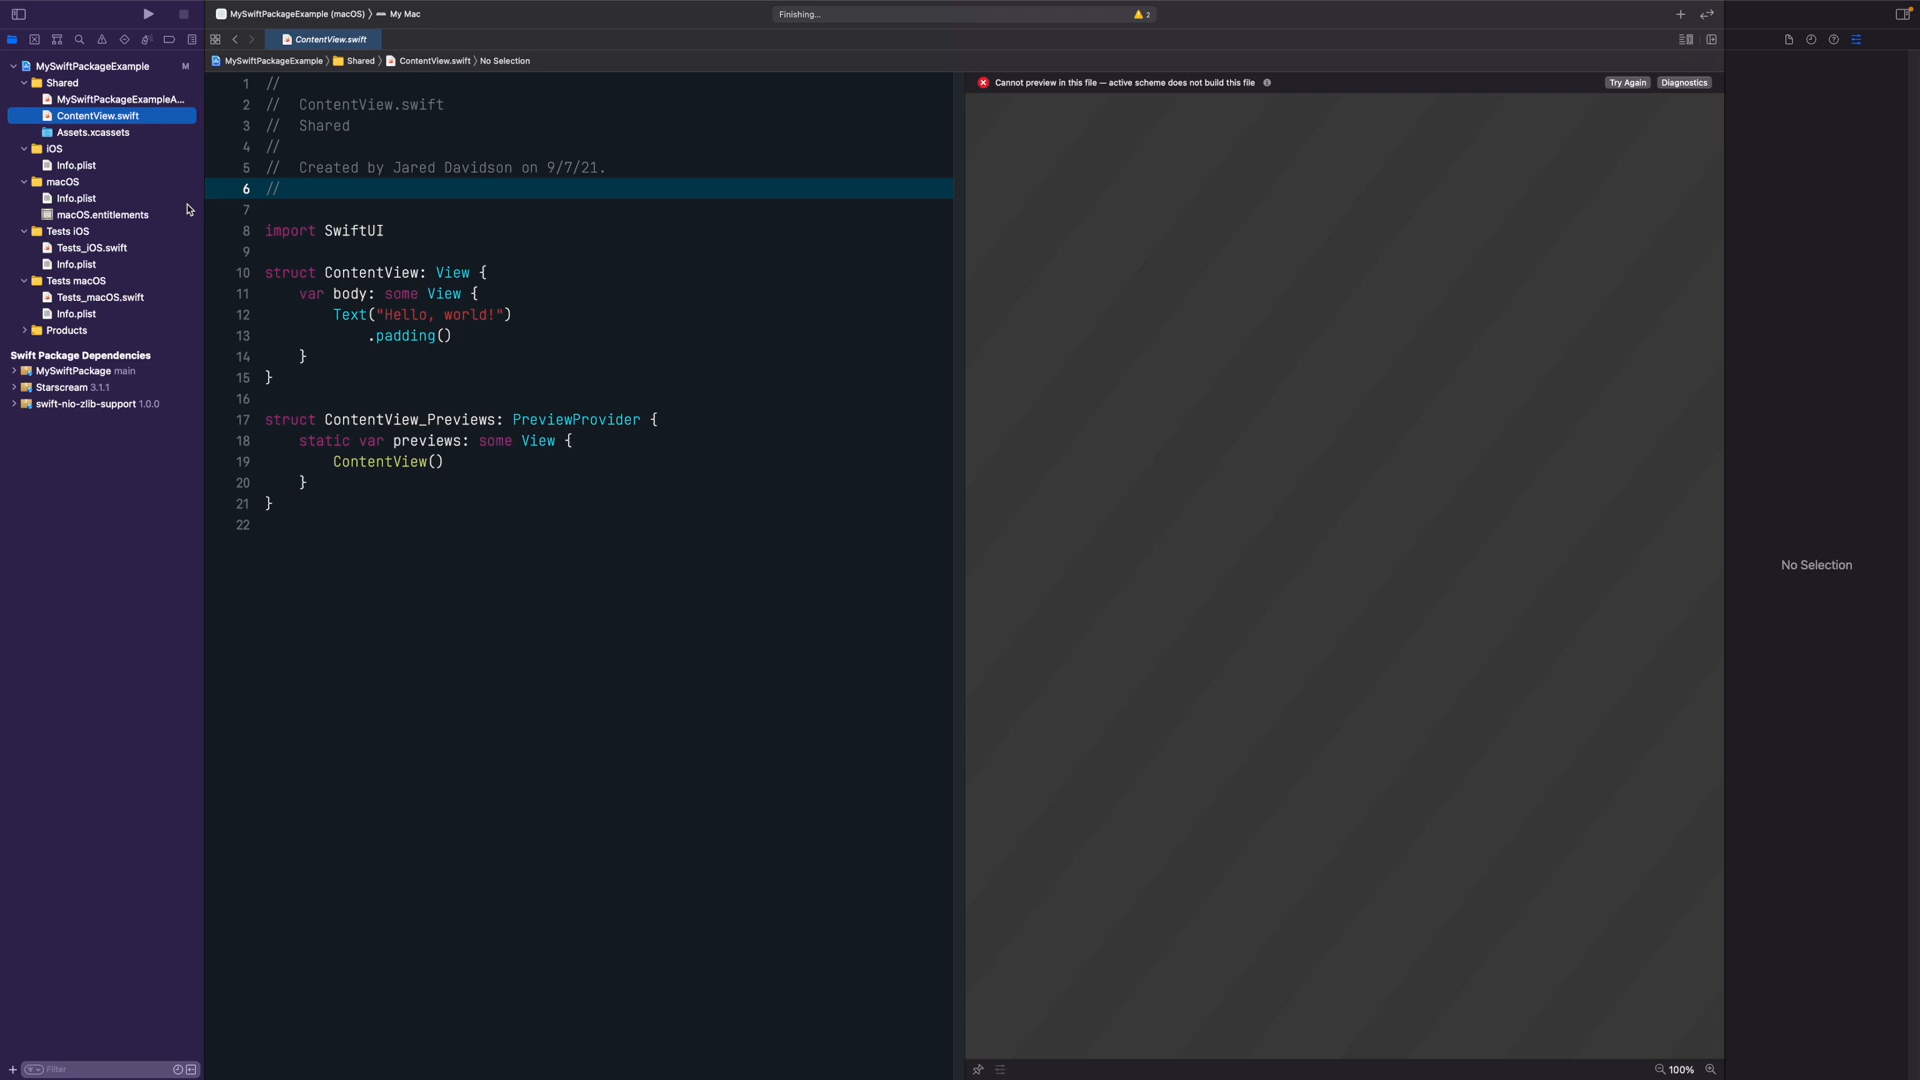 MySwiftPackageExample (macOS) 〉 My Mac
Finishing...
2
ContentView.swift
MySwiftPackageExample 〉 Shared 〉 ContentView.swift 〉 No Selection
MySwiftPackageExample M
Shared
MySwiftPackageExampleA...
ContentView.swift
Assets.xcassets
iOS
Info.plist
macOS
Info.plist
macOS.entitlements
Tests iOS
Tests_iOS.swift
Info.plist
Tests macOS
Tests_macOS.swift
Info.plist
Products
Swift Package Dependencies
MySwiftPackage main
Starscream 3.1.1
swift-nio-zlib-support 1.0.0
Filter
1 //
2 //  ContentView.swift
3 //  Shared
4 //
5 //  Created by Jared Davidson on 9/7/21.
6 //
7
8 import SwiftUI
9
10 struct ContentView: View {
11     var body: some View {
12         Text("Hello, world!")
13             .padding()
14     }
15 }
16
17 struct ContentView_Previews: PreviewProvider {
18     static var previews: some View {
19         ContentView()
20     }
21 }
22
Cannot preview in this file — active scheme does not build this file
Try Again
Diagnostics
No Selection
100%